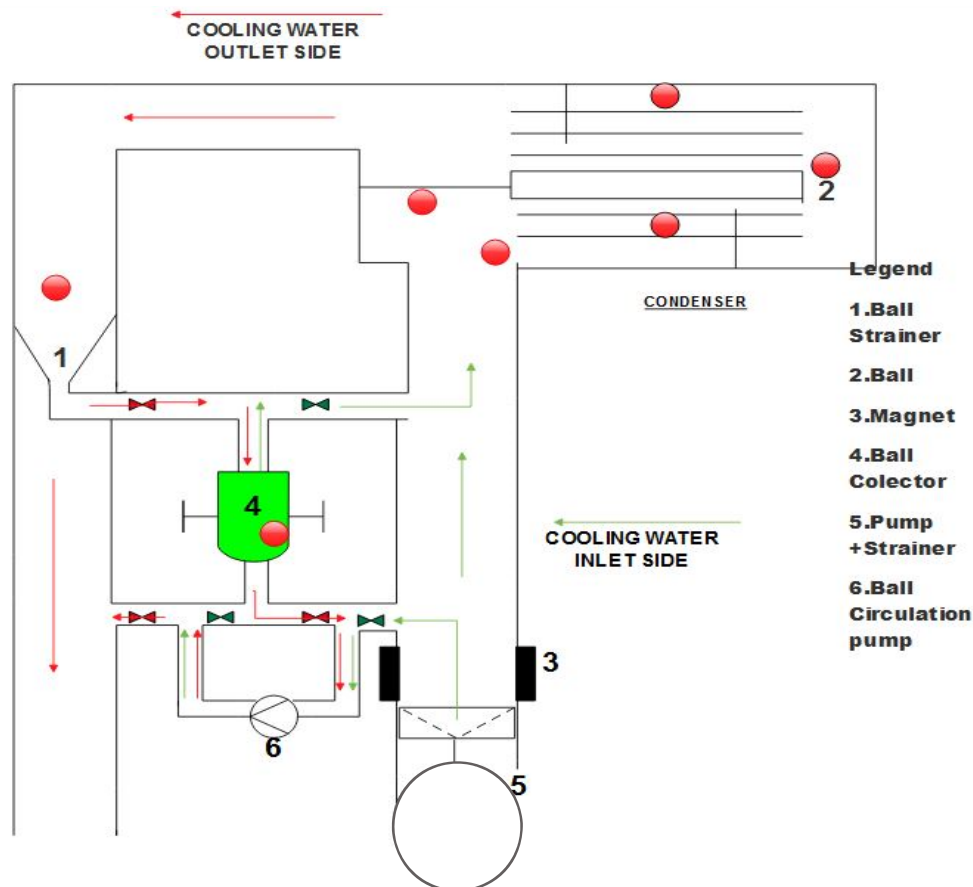 COOLING WATER
OUTLET SIDE
2
Legend
CONDENSER
1.Ball
Strainer
1
2.Ball
3.Magnet
4.Ball
Colector
4
5.Pump
+Strainer
COOLING WATER
INLET SIDE
6.Ball
Circulation
pump
3
6
5